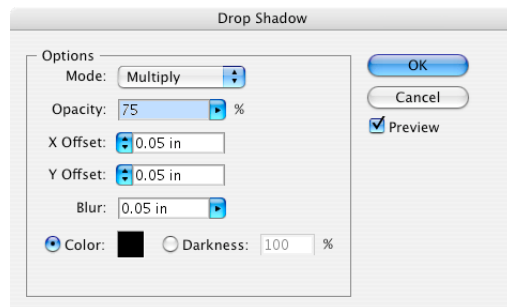 Drop Shadow
Options
Mode: Multiply
Opacity: 75 %
X Offset: 0.05 in
Y Offset: 0.05 in
Blur: 0.05 in
Color: Darkness: 100 %
OK
Cancel
Preview